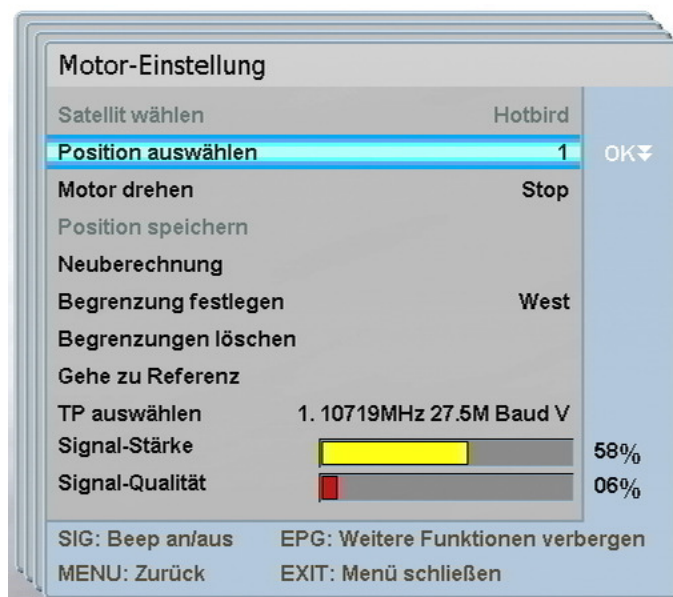 Motor-Einstellung
Satellit wählen Hotbird
Position auswählen 1 OK
Motor drehen Stop
Position speichern
Neuberechnung
Begrenzung festlegen West
Begrenzungen löschen
Gehe zu Referenz
TP auswählen 1. 10719MHz 27.5M Baud V
Signal-Stärke 58%
Signal-Qualität 06%
SIG: Beep an/aus EPG: Weitere Funktionen verbergen
MENU: Zurück EXIT: Menü schließen